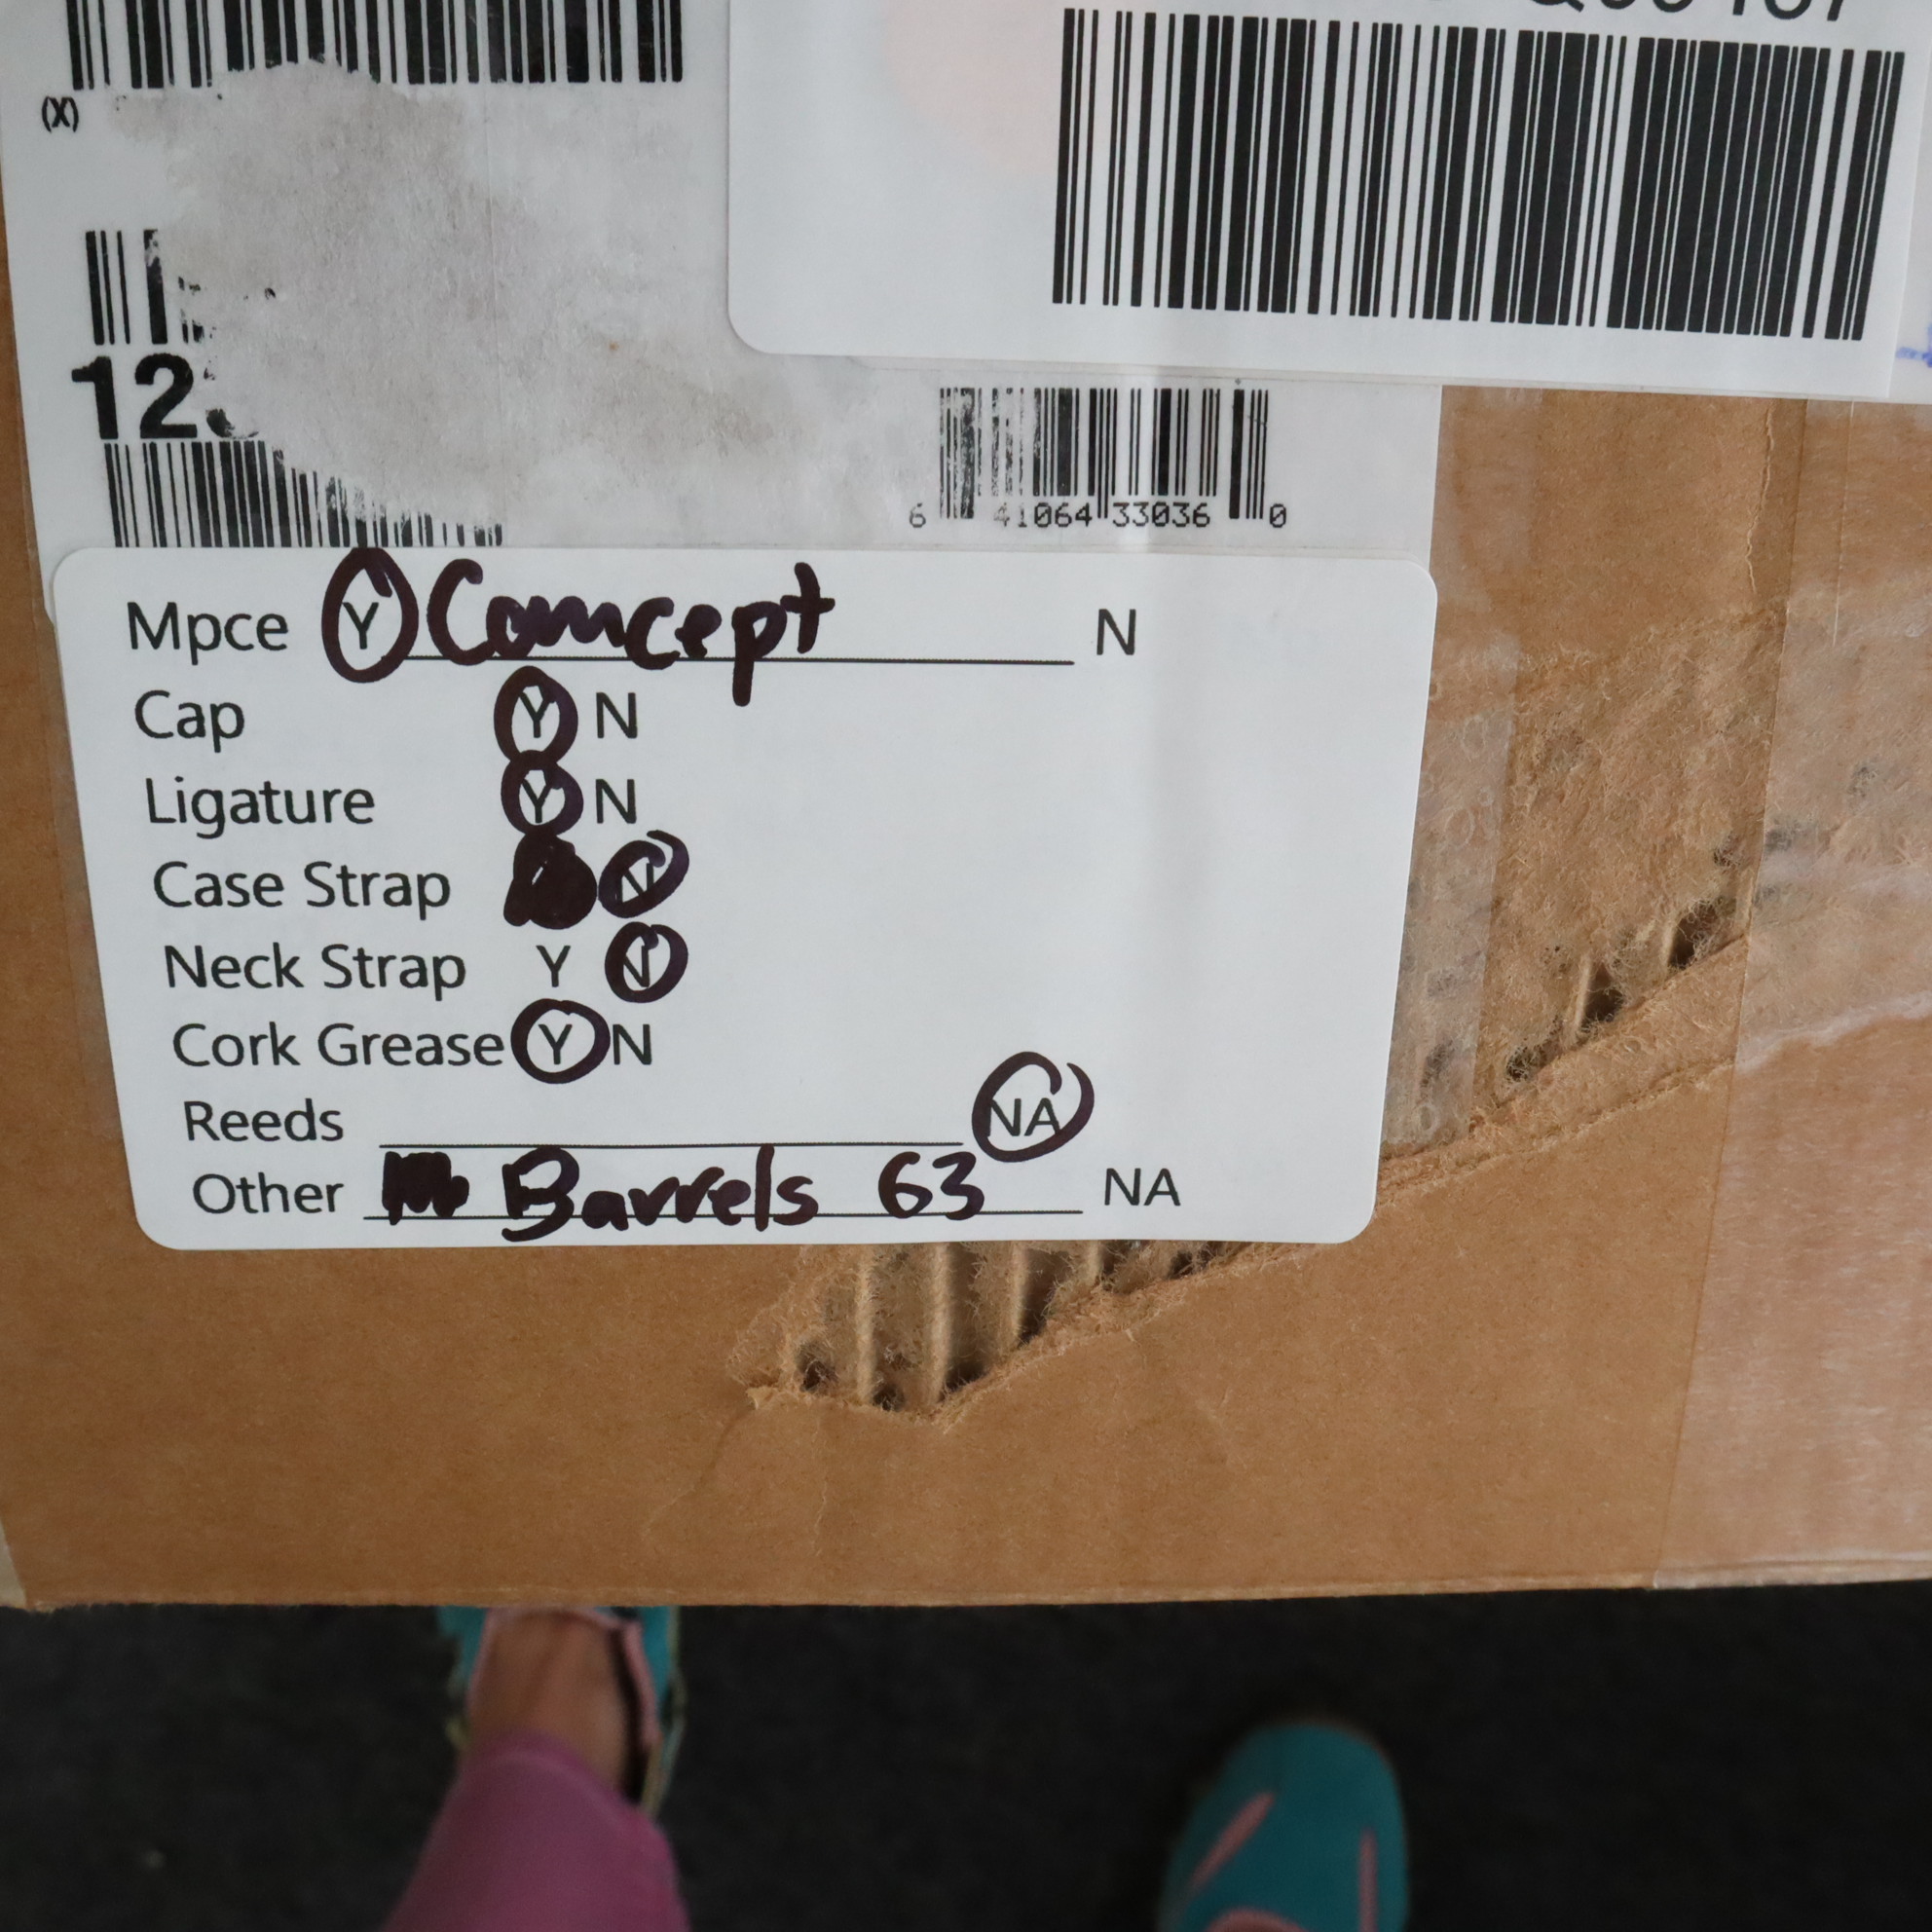 (X)
12
6 41064 33036 0
Mpce Y Comcept N
Cap Y N
Ligature Y N
Case Strap N
Neck Strap Y N
Cork Grease Y N
Reeds NA
Other Barrels 63 NA